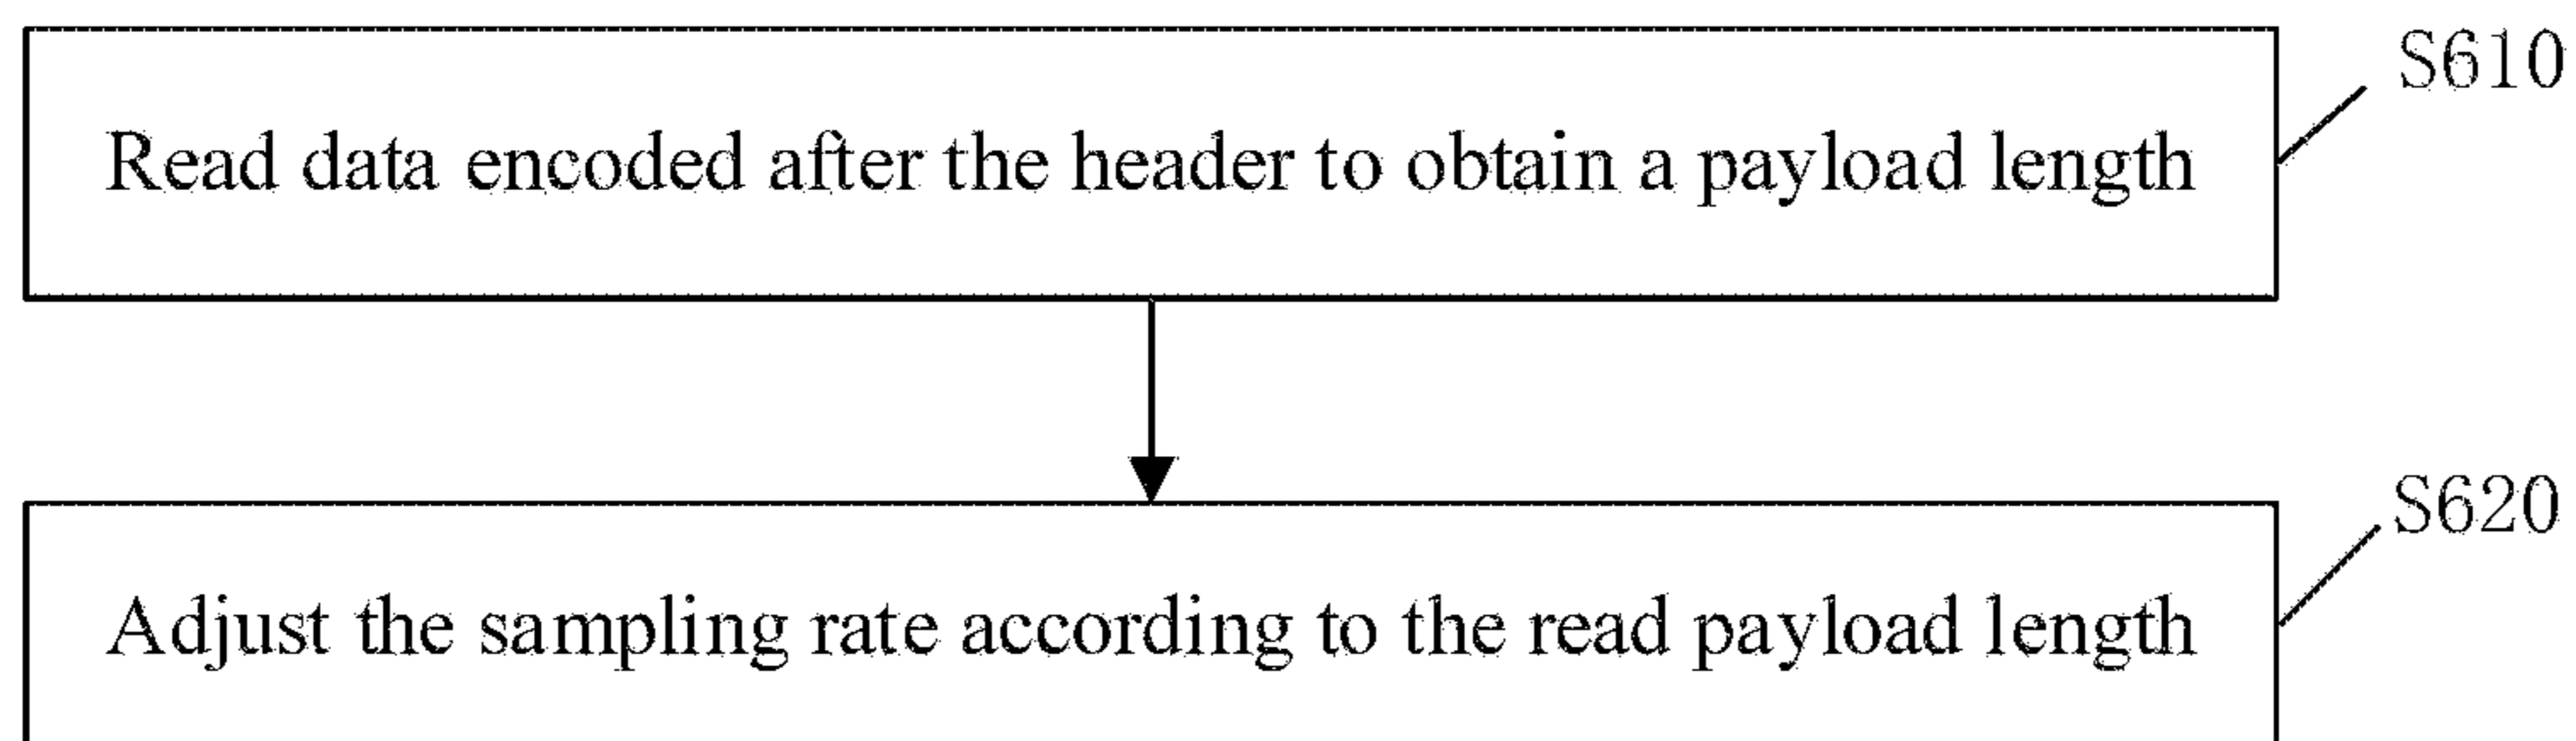 S610
Read data encoded after the header to obtain a payload length
S620
Adjust the sampling rate according to the read payload length